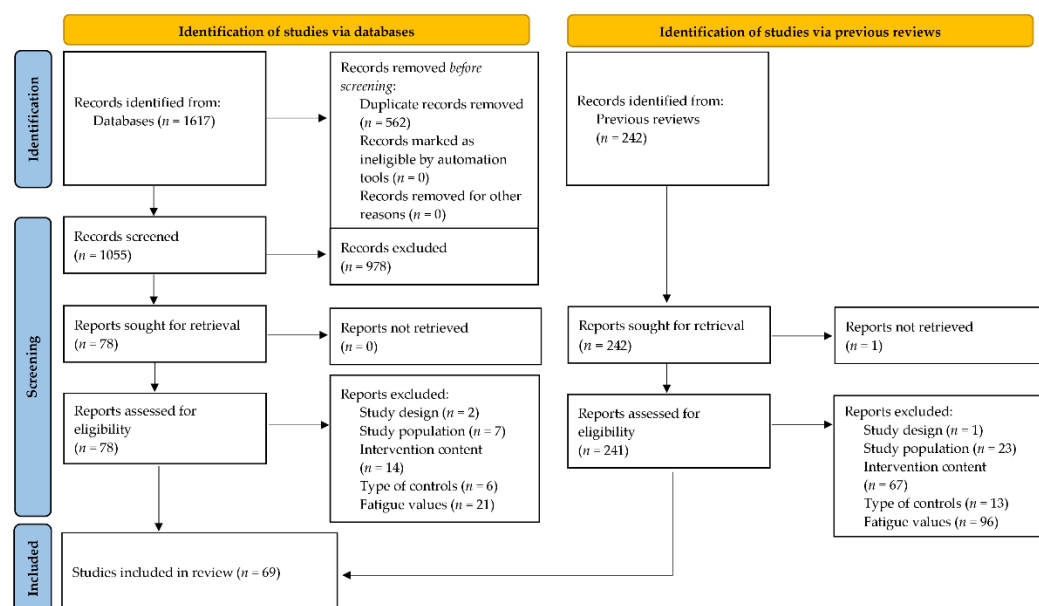 Identification of studies via databases
Identification of studies via previous reviews
Identification
Records identified from:
Databases (n = 1617)
Records removed before
screening:
Duplicate records removed
(n = 562)
Records marked as
ineligible by automation
tools (n = 0)
Records removed for other
reasons (n = 0)
Records identified from:
Previous reviews
(n = 242)
Screening
Records screened
(n = 1055)
Records excluded
(n = 978)
Reports sought for retrieval
(n = 78)
Reports not retrieved
(n = 0)
Reports sought for retrieval
(n = 242)
Reports not retrieved
(n = 1)
Reports assessed for
eligibility
(n = 78)
Reports excluded:
Study design (n = 2)
Study population (n = 7)
Intervention content
(n = 14)
Type of controls (n = 6)
Fatigue values (n = 21)
Reports assessed for
eligibility
(n = 241)
Reports excluded:
Study design (n = 1)
Study population (n = 23)
Intervention content
(n = 67)
Type of controls (n = 13)
Fatigue values (n = 96)
Included
Studies included in review (n = 69)